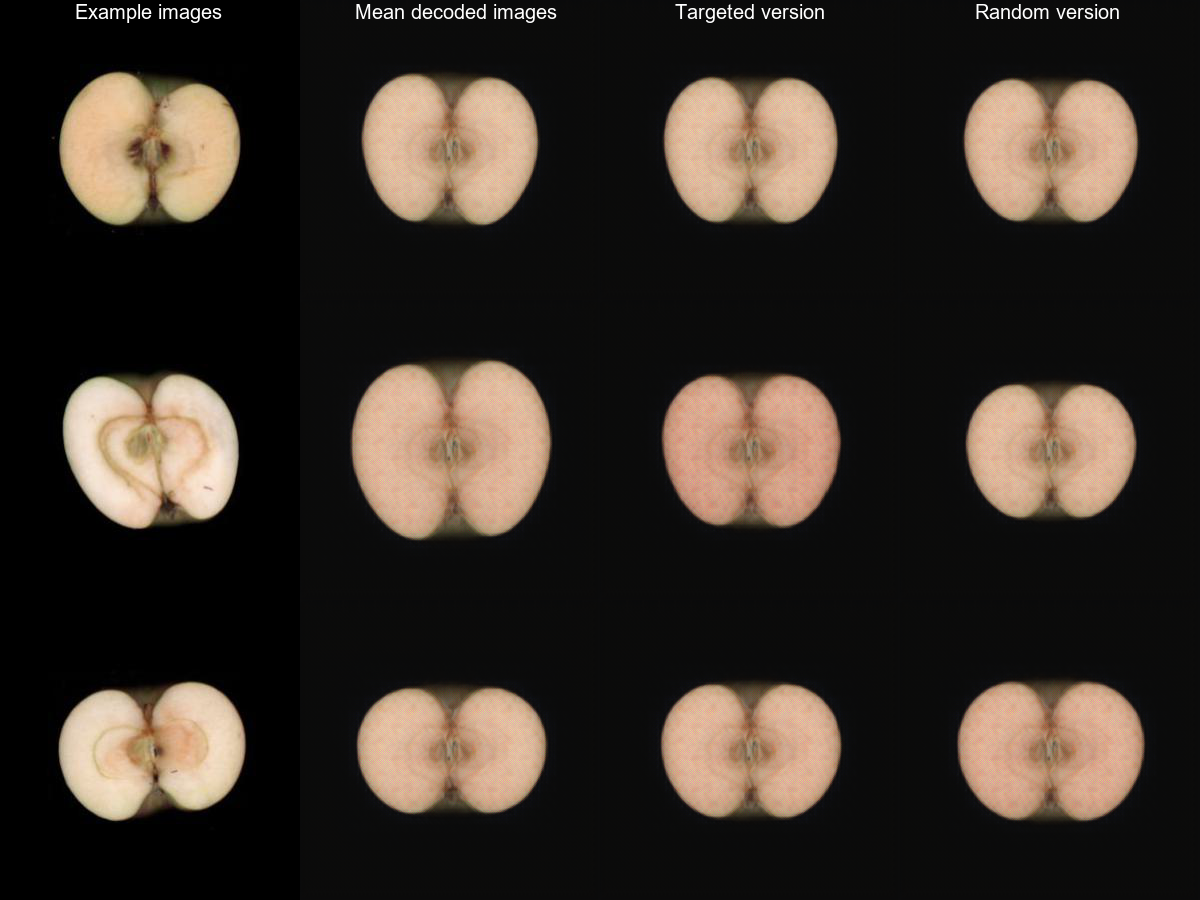 Example images
Mean decoded images
Targeted version
Random version